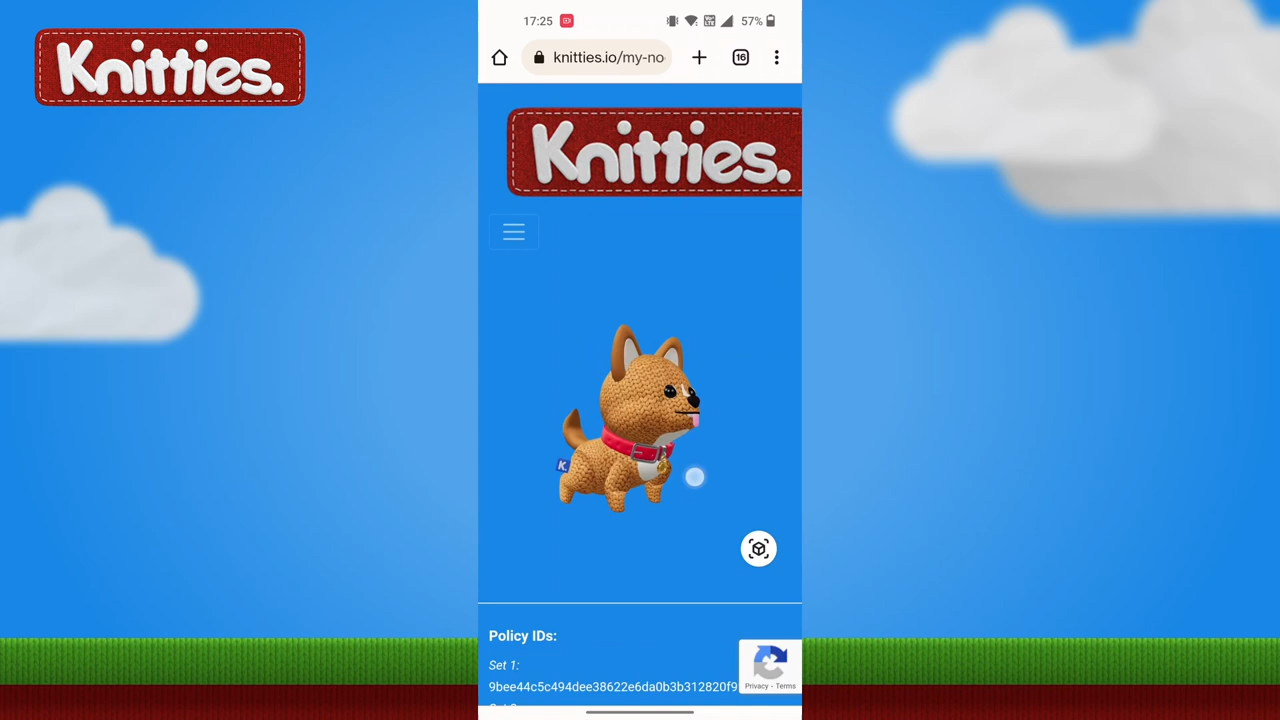 Knitties.
17:25
57%
knitties.io/my-no
16
Knitties.
K.
Policy IDs:
Set 1:
9bee44c5c494dee38622e6da0b3b312820f9
Privacy - Terms